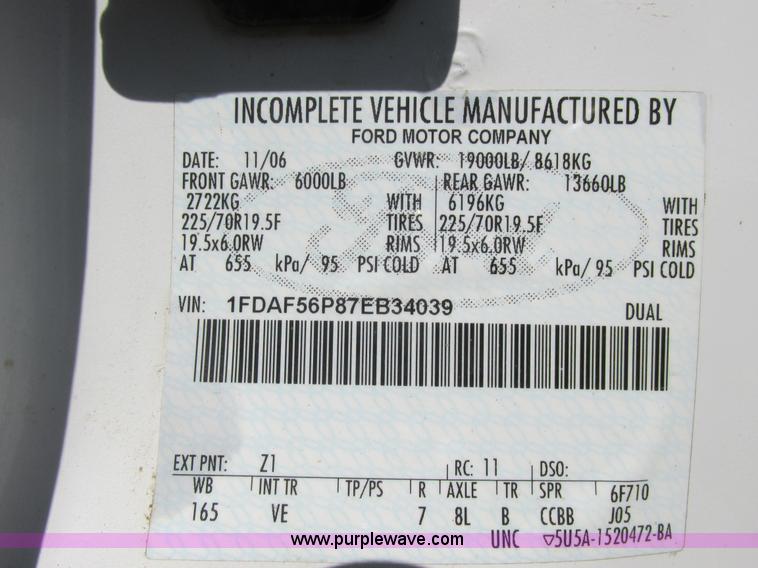 INCOMPLETE VEHICLE MANUFACTURED BY
FORD MOTOR COMPANY
DATE: 11/06 GVWR: 19000LB/ 8618KG
FRONT GAWR: 6000LB REAR GAWR: 13660LB
2722KG WITH 6196KG WITH
225/70R19.5F TIRES 225/70R19.5F TIRES
19.5x6.0RW RIMS 19.5x6.0RW RIMS
AT 655 kPa/ 95 PSI COLD AT 655 kPa/ 95 PSI COLD
VIN: 1FDAF56P87EB34039 DUAL
EXT PNT: Z1 RC: 11 DSO:
WB INT TR TP/PS R AXLE TR SPR 6F710
165 VE 7 8L B CCBB J05
UNC ▽5U5A-1520472-BA
www.purplewave.com